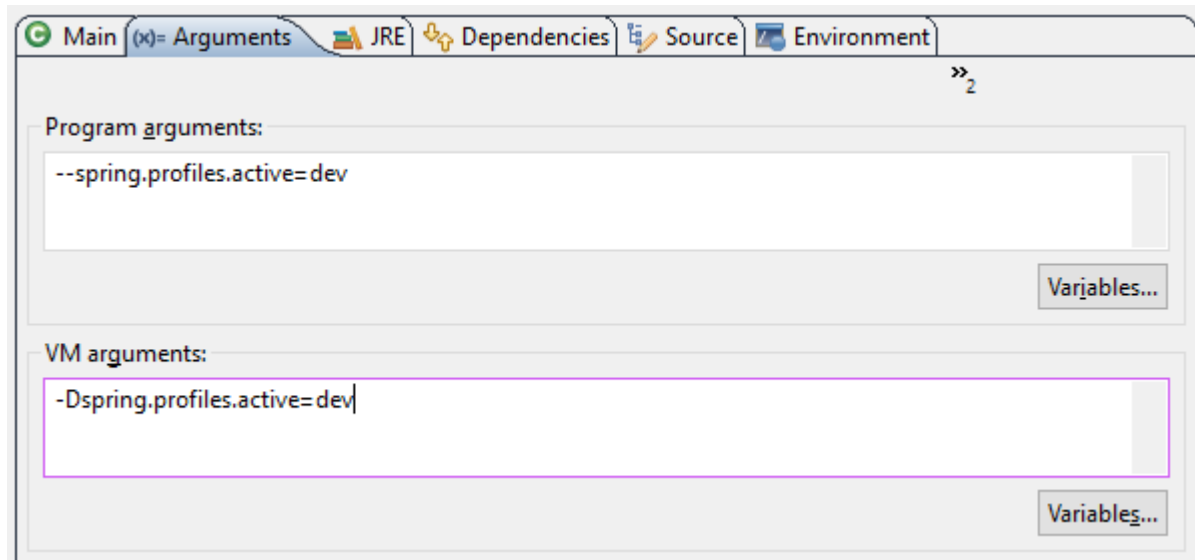 Main (x)= Arguments JRE Dependencies Source Environment
»2
Program arguments:
--spring.profiles.active=dev
Variables...
VM arguments:
-Dspring.profiles.active=dev
Variables...